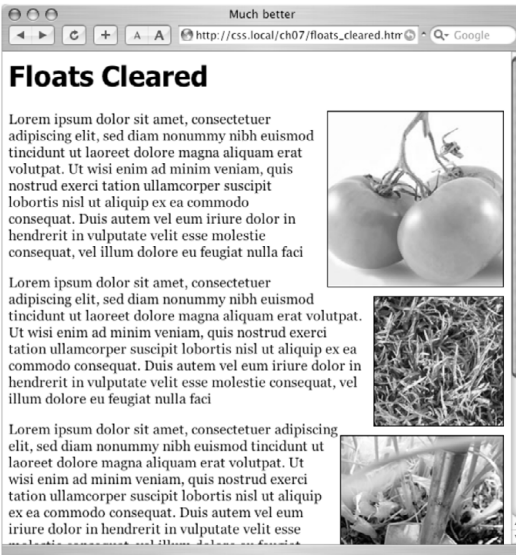 Much better
A A
http://css.local/ch07/floats_cleared.htm
Google
Floats Cleared
Lorem ipsum dolor sit amet, consectetuer
adipiscing elit, sed diam nonummy nibh euismod
tincidunt ut laoreet dolore magna aliquam erat
volutpat. Ut wisi enim ad minim veniam, quis
nostrud exerci tation ullamcorper suscipit
lobortis nisl ut aliquip ex ea commodo
consequat. Duis autem vel eum iriure dolor in
hendrerit in vulputate velit esse molestie
consequat, vel illum dolore eu feugiat nulla faci
Lorem ipsum dolor sit amet, consectetuer
adipiscing elit, sed diam nonummy nibh euismod
tincidunt ut laoreet dolore magna aliquam erat volutpat.
Ut wisi enim ad minim veniam, quis nostrud exerci
tation ullamcorper suscipit lobortis nisl ut aliquip ex ea
commodo consequat. Duis autem vel eum iriure dolor in
hendrerit in vulputate velit esse molestie consequat, vel
illum dolore eu feugiat nulla faci
Lorem ipsum dolor sit amet, consectetuer adipiscing
elit, sed diam nonummy nibh euismod tincidunt ut
laoreet dolore magna aliquam erat volutpat. Ut
wisi enim ad minim veniam, quis nostrud exerci
tation ullamcorper suscipit lobortis nisl ut aliquip
ex ea commodo consequat. Duis autem vel eum
iriure dolor in hendrerit in vulputate velit esse
molestie consequat, vel illum dolore eu feugiat